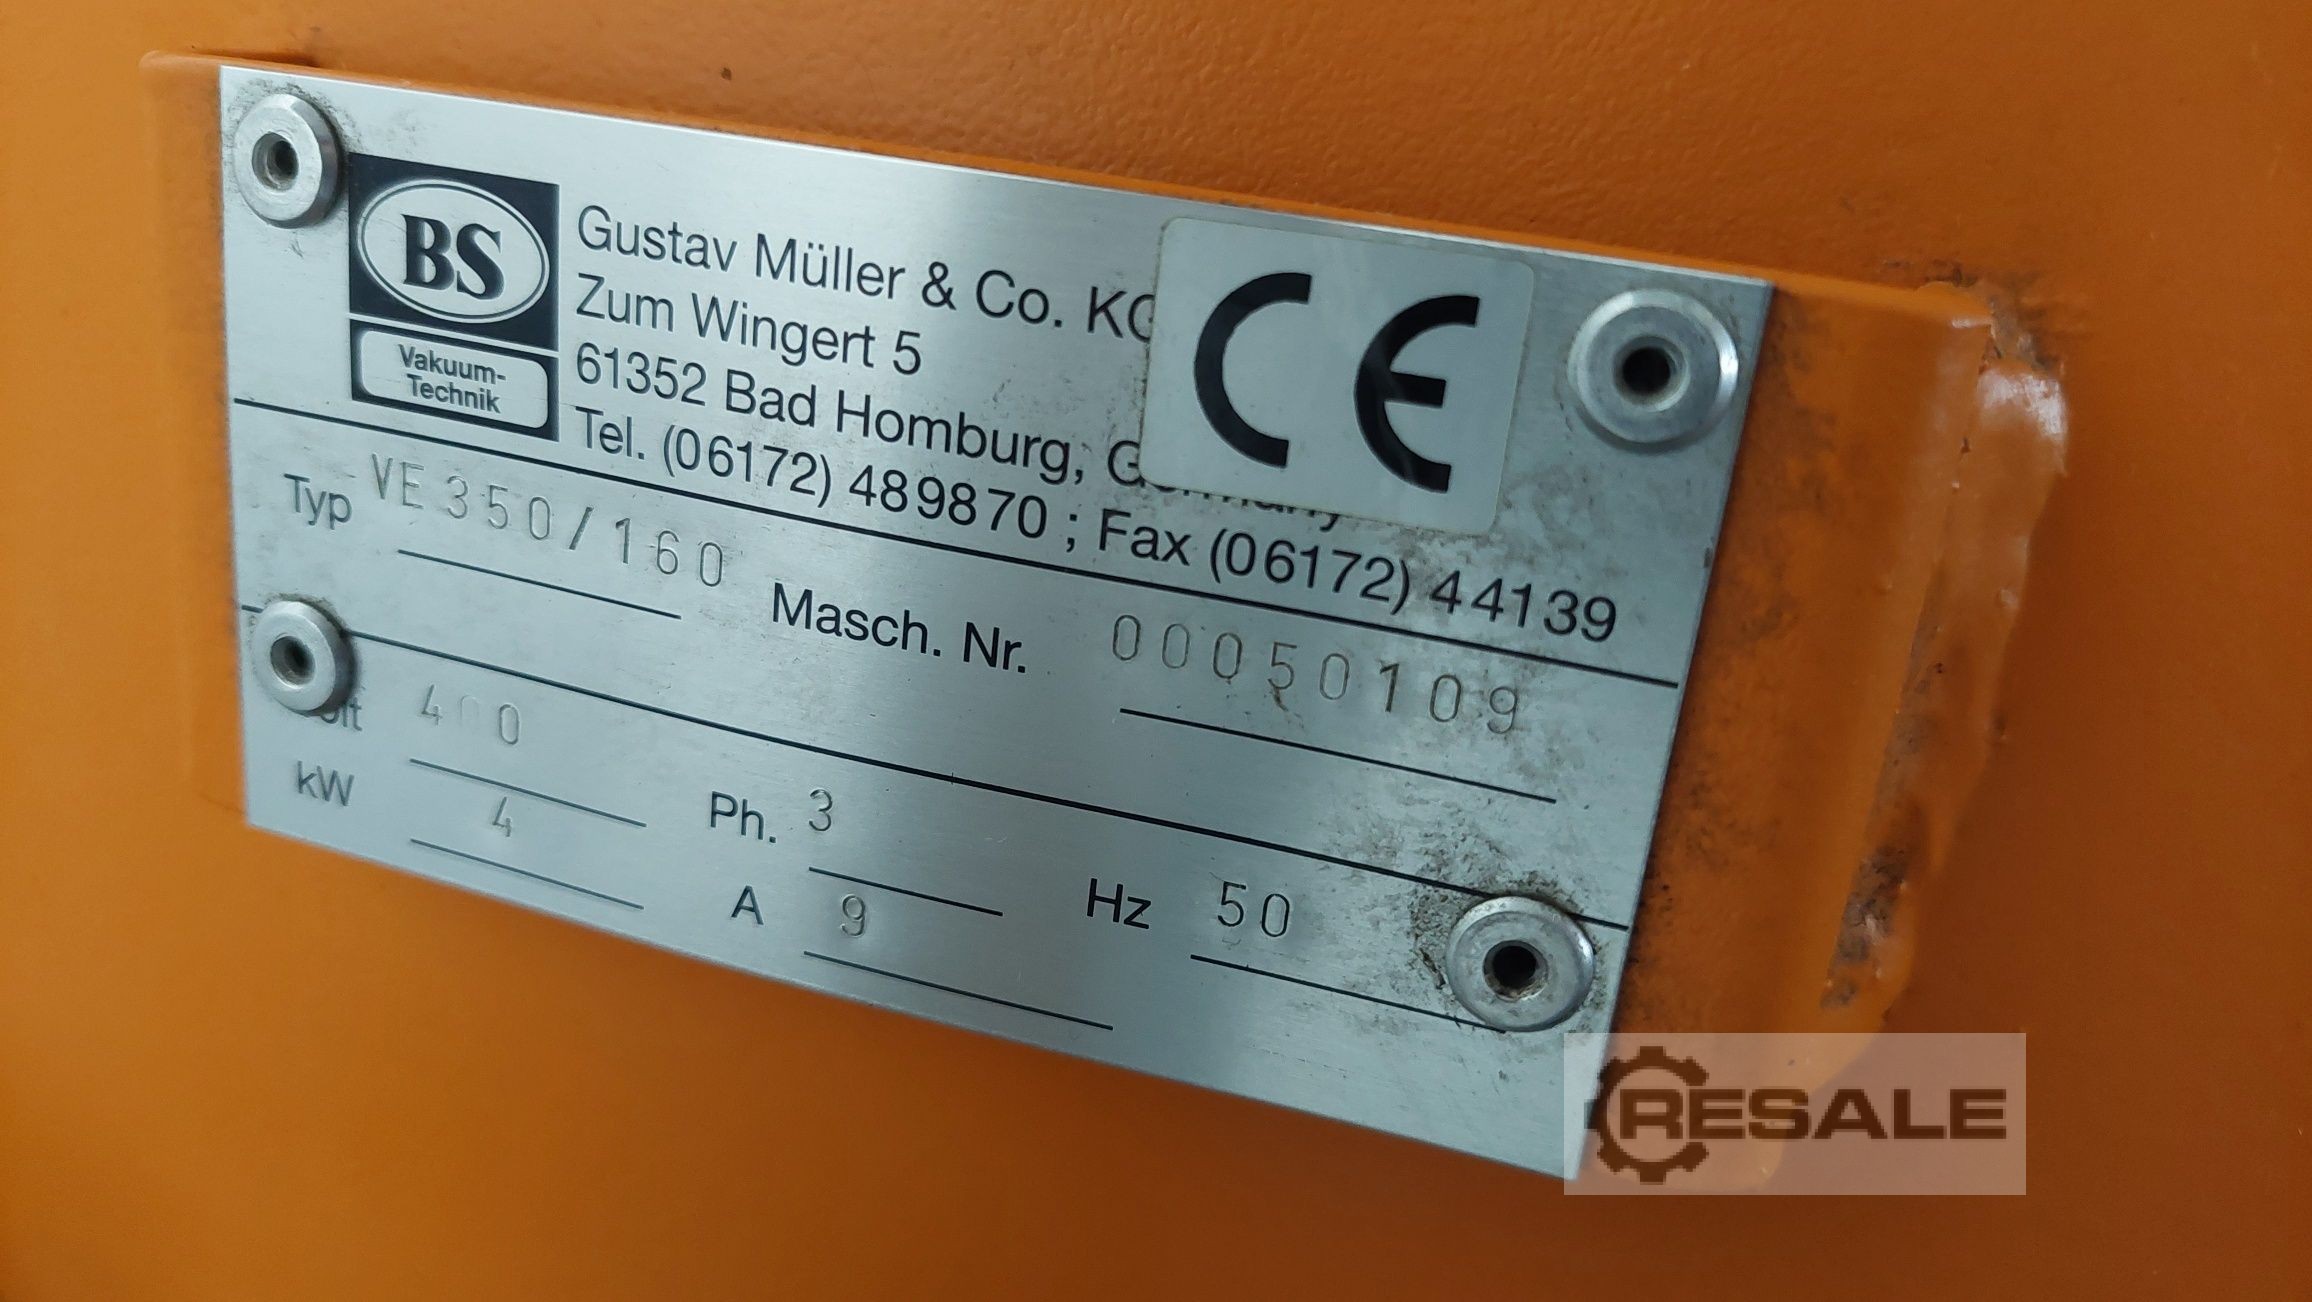 BS
Vakuum-
Technik
Gustav Müller & Co. KG
Zum Wingert 5
61352 Bad Homburg,
Tel. (06172) 489870 ; Fax (06172) 44139
CE
Typ VE 350/160 Masch. Nr. 00050109
400 Ph. 3 Hz 50
kW 4 A 9
RESALE